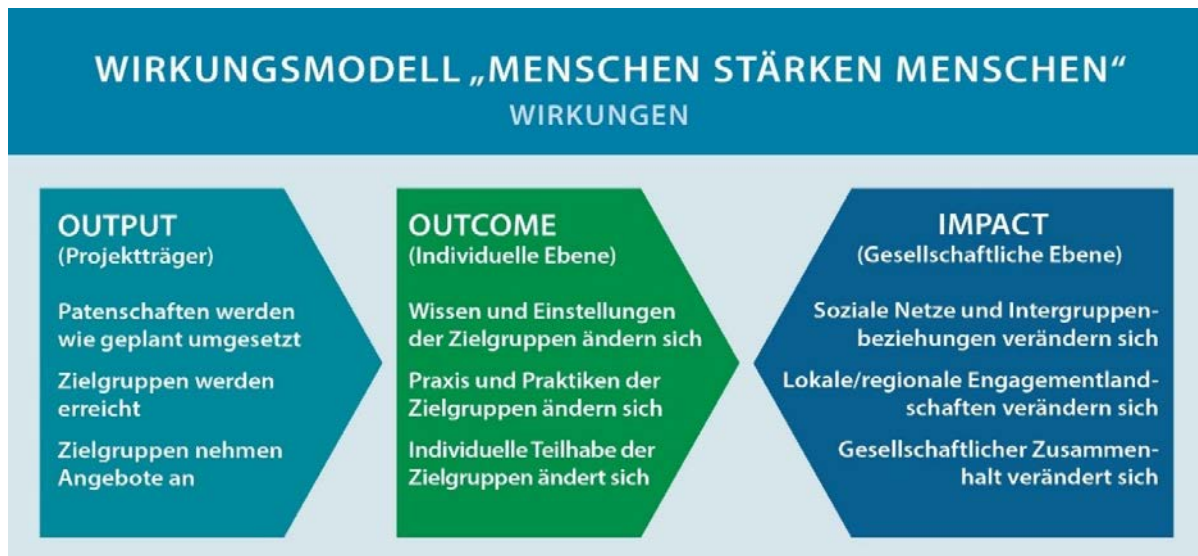 WIRKUNGSMODELL „MENSCHEN STÄRKEN MENSCHEN“
WIRKUNGEN
OUTPUT
(Projektträger)
Patenschaften werden
wie geplant umgesetzt
Zielgruppen werden
erreicht
Zielgruppen nehmen
Angebote an
OUTCOME
(Individuelle Ebene)
Wissen und Einstellungen
der Zielgruppen ändern sich
Praxis und Praktiken der
Zielgruppen ändern sich
Individuelle Teilhabe der
Zielgruppen ändert sich
IMPACT
(Gesellschaftliche Ebene)
Soziale Netze und Intergruppen-
beziehungen verändern sich
Lokale/regionale Engagementland-
schaften verändern sich
Gesellschaftlicher Zusammen-
halt verändert sich